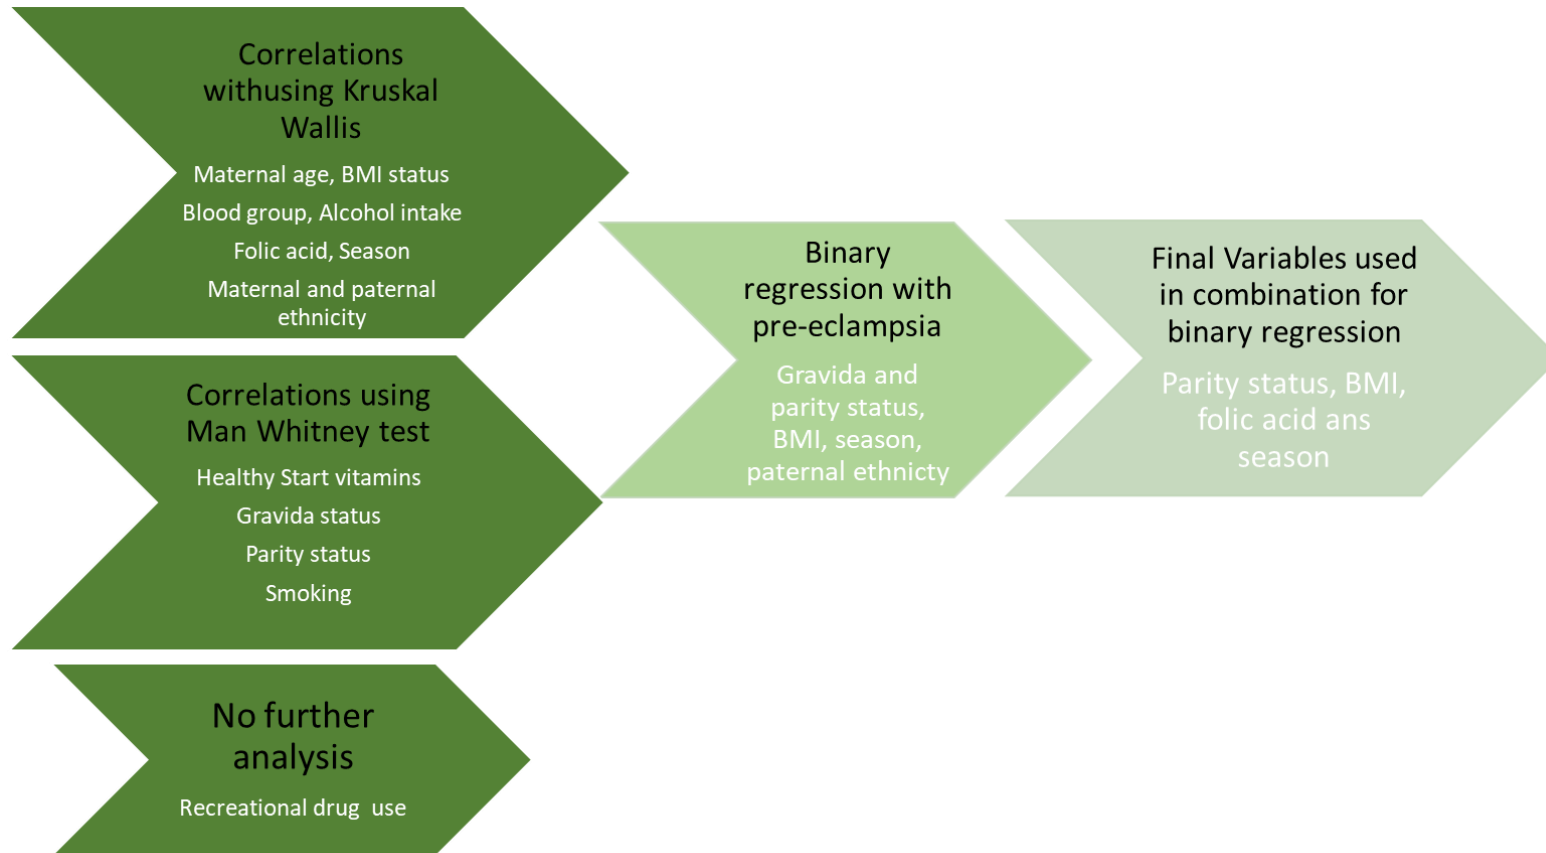 Correlations
withusing Kruskal
Wallis
Maternal age, BMI status
Blood group, Alcohol intake
Folic acid, Season
Maternal and paternal
ethnicity
Correlations using
Man Whitney test
Healthy Start vitamins
Gravida status
Parity status
Smoking
No further
analysis
Recreational drug use
Binary
regression with
pre-eclampsia
Gravida and
parity status,
BMI, season,
paternal ethnicty
Final Variables used
in combination for
binary regression
Parity status, BMI,
folic acid ans
season